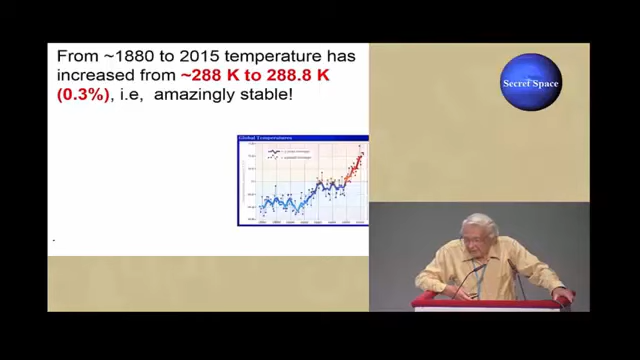 From ~1880 to 2015 temperature has
increased from ~288 K to 288.8 K
(0.3%), i.e, amazingly stable!
Secret Space
Global Temperatures